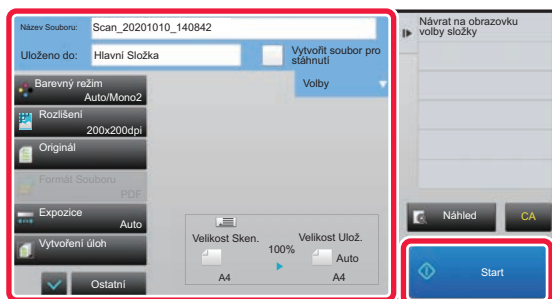 Název Souboru:
Scan_20201010_140842
Uloženo do:
Hlavní Složka
Vytvořit soubor pro
stáhnutí
Volby
Barevný režim
Auto/Mono2
Rozlišení
200x200dpi
Originál
Formát Souboru
PDF
Expozice
Auto
Vytvoření úloh
Ostatní
Velikost Sken.
100%
Velikost Ulož.
Auto
A4
A4
Návrat na obrazovku
volby složky
Náhled
CA
Start